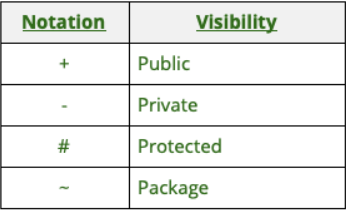 Notation Visibility
+ Public
- Private
# Protected
~ Package